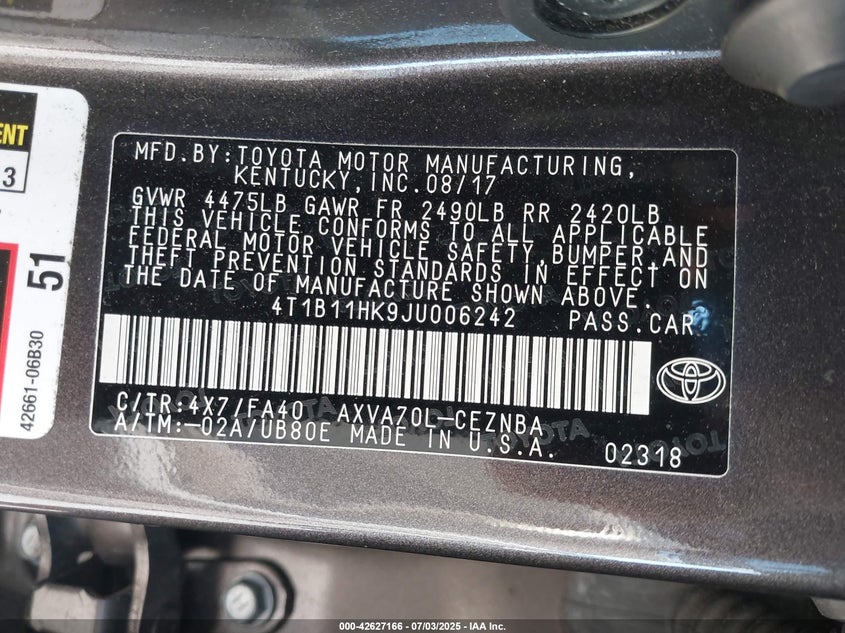 ENT
3
51
42661-06B30
MFD.BY:TOYOTA MOTOR MANUFACTURING,
KENTUCKY,INC.08/17
GVWR 4475LB GAWR FR 2490LB RR 2420LB
THIS VEHICLE CONFORMS TO ALL APPLICABLE
FEDERAL MOTOR VEHICLE SAFETY,BUMPER,AND
THEFT PREVENTION STANDARDS IN EFFECT ON
THE DATE OF MANUFACTURE SHOWN ABOVE.
4T1B11HK9JU006242 PASS.CAR
C/TR:4X7/FA40 AXVA70L-CEZNBA
A/TM:-02A/UB80E MADE IN U.S.A. 02318
000-42627166 - 07/03/2025 - IAA Inc.